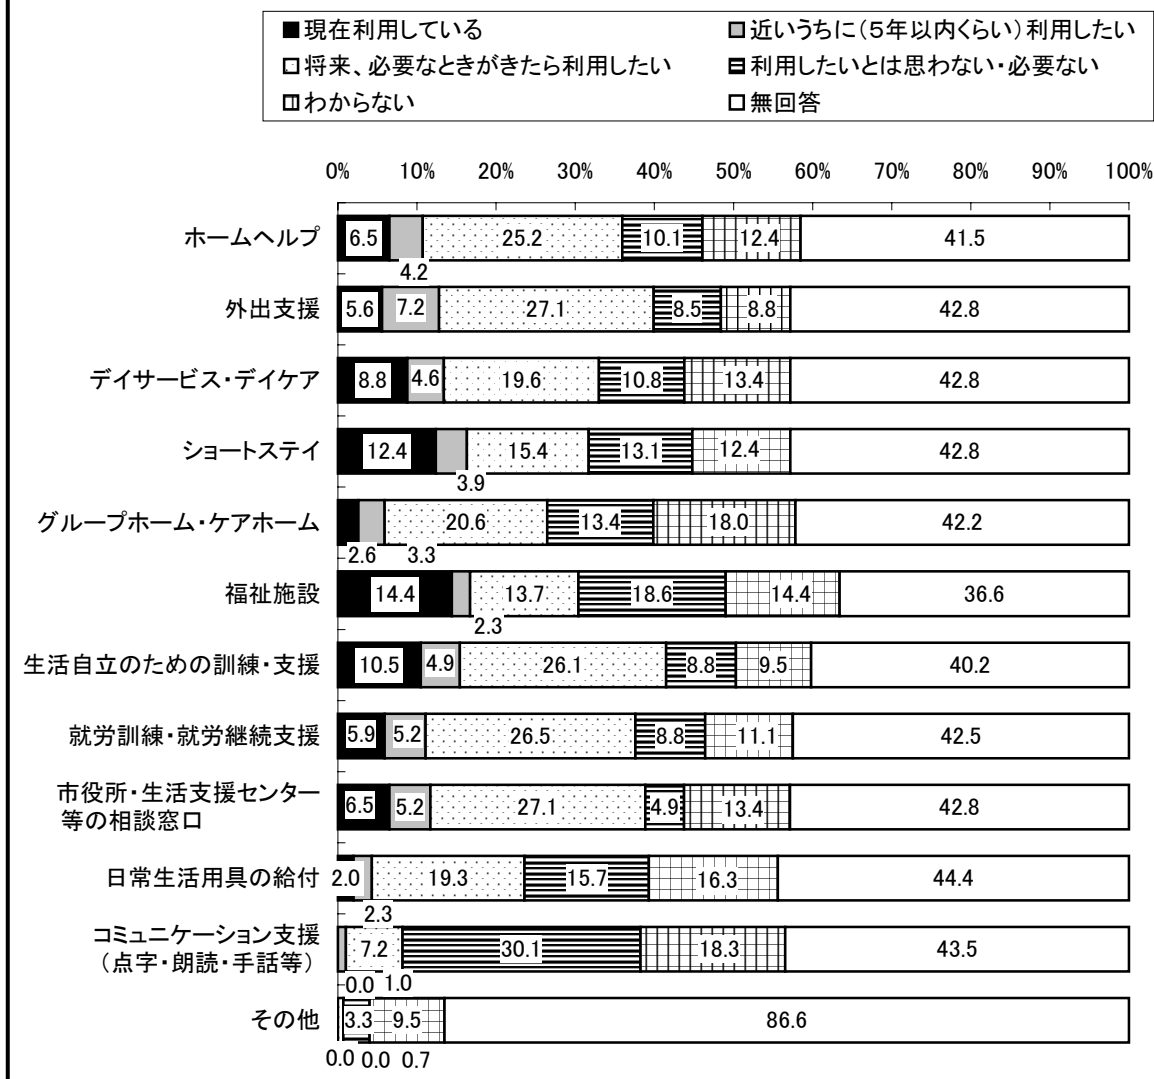 ■現在利用している
■近いうちに(5年以内くらい)利用したい
□将来、必要なときがきたら利用したい
■利用したいとは思わない・必要ない
□わからない
□無回答
0% 10% 20% 30% 40% 50% 60% 70% 80% 90% 100%
ホームヘルプ 6.5 25.2 10.1 12.4 41.5
4.2
外出支援 5.6 7.2 27.1 8.5 8.8 42.8
デイサービス・デイケア 8.8 4.6 19.6 10.8 13.4 42.8
ショートステイ 12.4 15.4 13.1 12.4 42.8
3.9
グループホーム・ケアホーム 20.6 13.4 18.0 42.2
2.6 3.3
福祉施設 14.4 13.7 18.6 14.4 36.6
2.3
生活自立のための訓練・支援 10.5 4.9 26.1 8.8 9.5 40.2
就労訓練・就労継続支援 5.9 5.2 26.5 8.8 11.1 42.5
市役所・生活支援センター
等の相談窓口 6.5 5.2 27.1 4.9 13.4 42.8
日常生活用具の給付 2.0 19.3 15.7 16.3 44.4
2.3
コミュニケーション支援
(点字・朗読・手話等) 7.2 30.1 18.3 43.5
0.0 1.0
その他 3.3 9.5 86.6
0.0 0.0 0.7